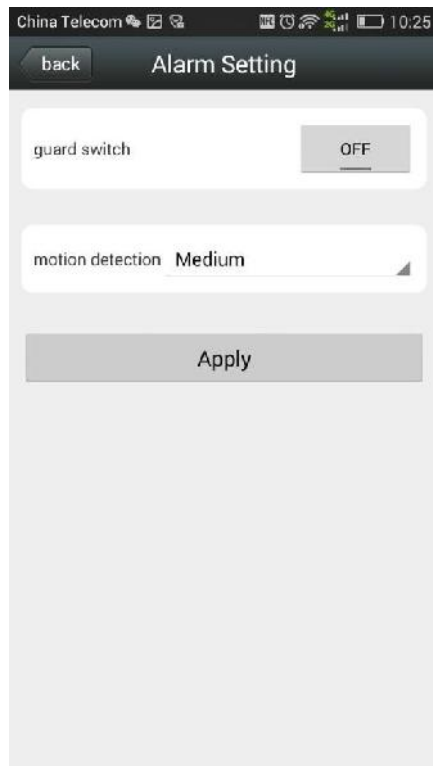 China Telecom 10:25
back Alarm Setting
guard switch OFF
motion detection Medium
Apply